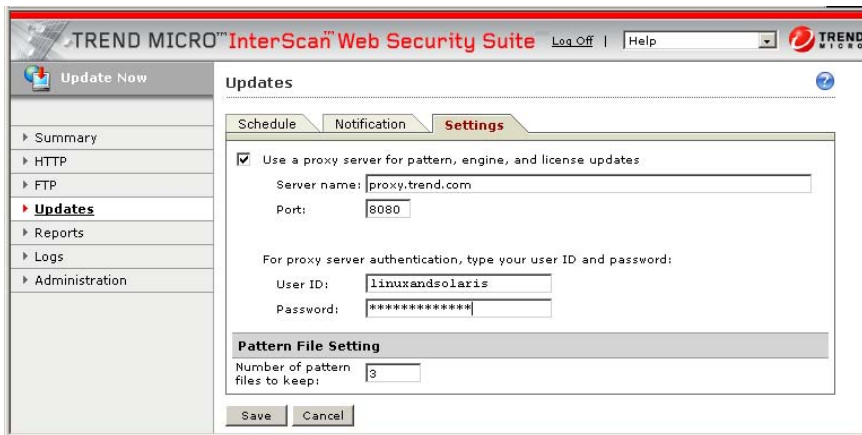 TREND MICRO™ InterScan™ Web Security Suite Log Off | Help
TREND
MICRO
Update Now
Summary
HTTP
FTP
Updates
Reports
Logs
Administration
Updates
?
Schedule Notification Settings
Use a proxy server for pattern, engine, and license updates
Server name: proxy.trend.com
Port: 8080
For proxy server authentication, type your user ID and password:
User ID: linuxandsolaris
Password: *************
Pattern File Setting
Number of pattern
files to keep: 3
Save Cancel